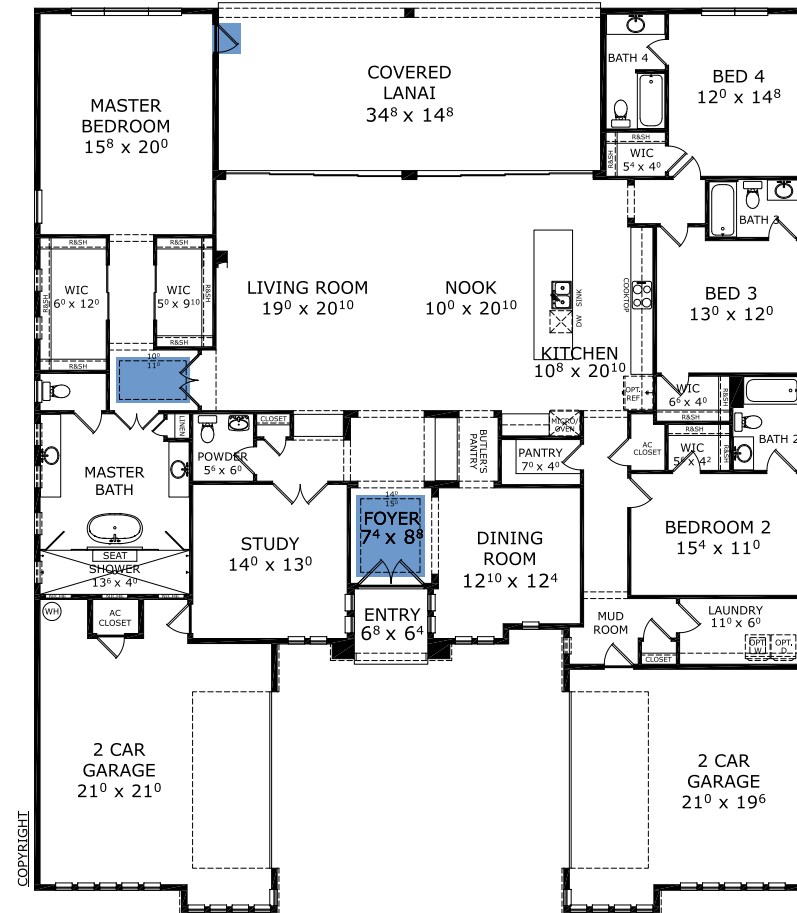 COVERED
LANAI
34⁸ x 14⁸
MASTER
BEDROOM
15⁸ x 20⁰
BATH 4
BED 4
12⁰ x 14⁸
R&SH
R&SH
WIC
5⁴ x 4⁰
BATH 3
R&SH
R&SH
WIC
6⁰ x 12⁰
R&SH
R&SH
WIC
5⁰ x 9¹⁰
R&SH
R&SH
LIVING ROOM
19⁰ x 20¹⁰
NOOK
10⁰ x 20¹⁰
SINK
DW
COOKTOP
BED 3
13⁰ x 12⁰
KITCHEN
10⁸ x 20¹⁰
10⁰
11⁰
OPT.
REF
WIC
6⁶ x 4⁰
R&SH
R&SH
LINEN
CLOSET
POWDER
5⁶ x 6⁰
BUTLER'S
PANTRY
MICRO/
OVEN
PANTRY
7⁰ x 4⁰
AC
CLOSET
R&SH
WIC
5⁶ x 4²
R&SH
BATH 2
MASTER
BATH
SEAT
SHOWER
13⁶ x 4⁰
STUDY
14⁰ x 13⁰
14⁰
15⁰
FOYER
7⁴ x 8⁸
DINING
ROOM
12¹⁰ x 12⁴
BEDROOM 2
15⁴ x 11⁰
WH
AC
CLOSET
ENTRY
6⁸ x 6⁴
MUD
ROOM
LAUNDRY
11⁰ x 6⁰
OPT.
W
OPT.
D
CLOSET
2 CAR
GARAGE
21⁰ x 21⁰
2 CAR
GARAGE
21⁰ x 19⁶
COPYRIGHT